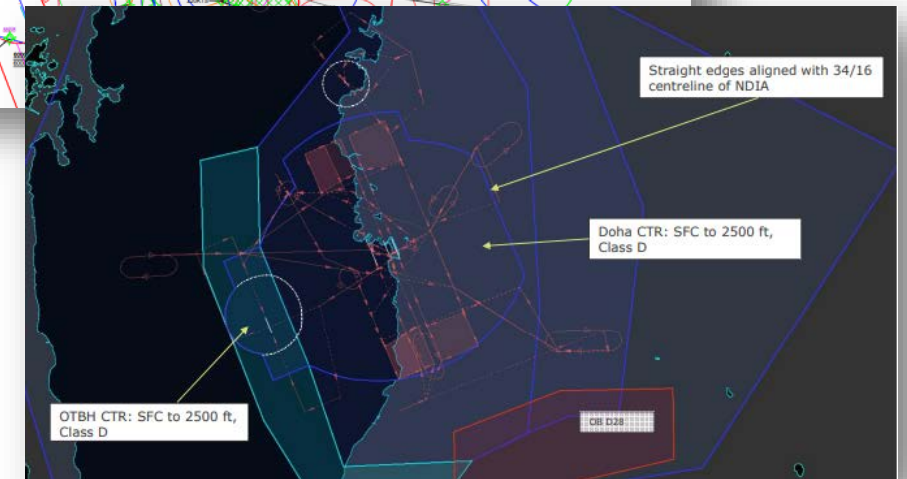 Straight edges aligned with 34/16
centreline of NDIA
Doha CTR: SFC to 2500 ft,
Class D
OTBH CTR: SFC to 2500 ft,
Class D
OB D28